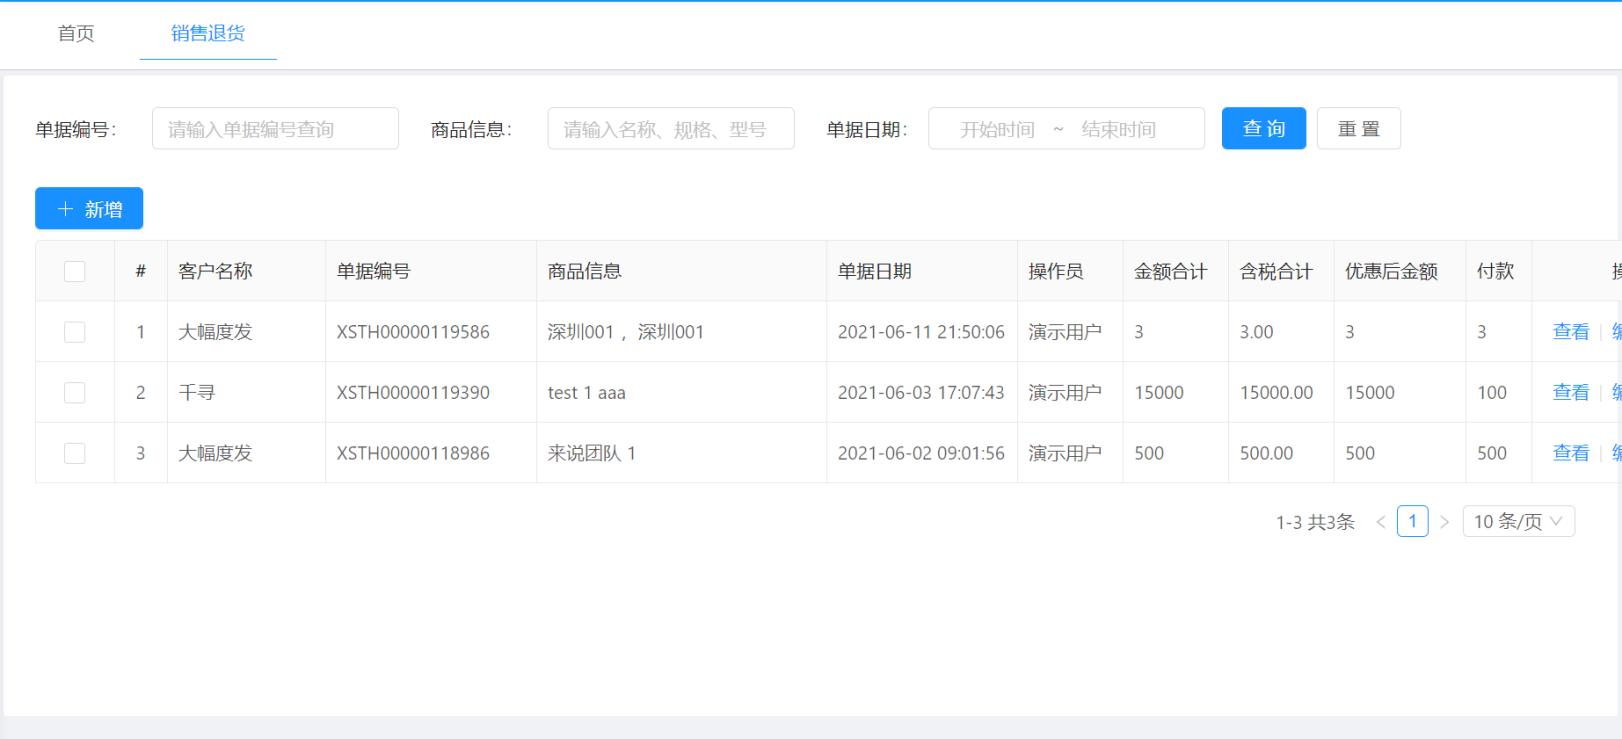 首页 销售退货
单据编号: 请输入单据编号查询 商品信息: 请输入名称、规格、型号 单据日期: 开始时间 ~ 结束时间 查 询 重 置
+ 新增
# 客户名称 单据编号 商品信息 单据日期 操作员 金额合计 含税合计 优惠后金额 付款
1 大幅度发 XSTH00000119586 深圳001 ，深圳001 2021-06-11 21:50:06 演示用户 3 3.00 3 3 查看
2 千寻 XSTH00000119390 test 1 aaa 2021-06-03 17:07:43 演示用户 15000 15000.00 15000 100 查看
3 大幅度发 XSTH00000118986 来说团队 1 2021-06-02 09:01:56 演示用户 500 500.00 500 500 查看
1-3 共3条 < 1 > 10 条/页